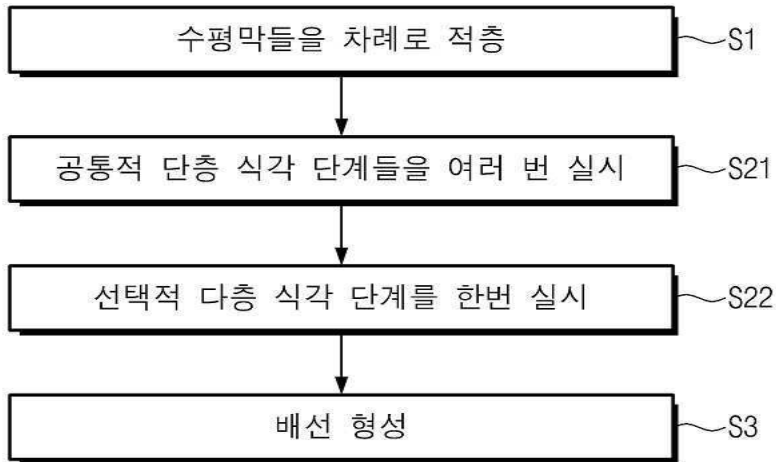 수평막들을 차례로 적층 S1
공통적 단층 식각 단계들을 여러 번 실시 S21
선택적 다층 식각 단계를 한번 실시 S22
배선 형성 S3